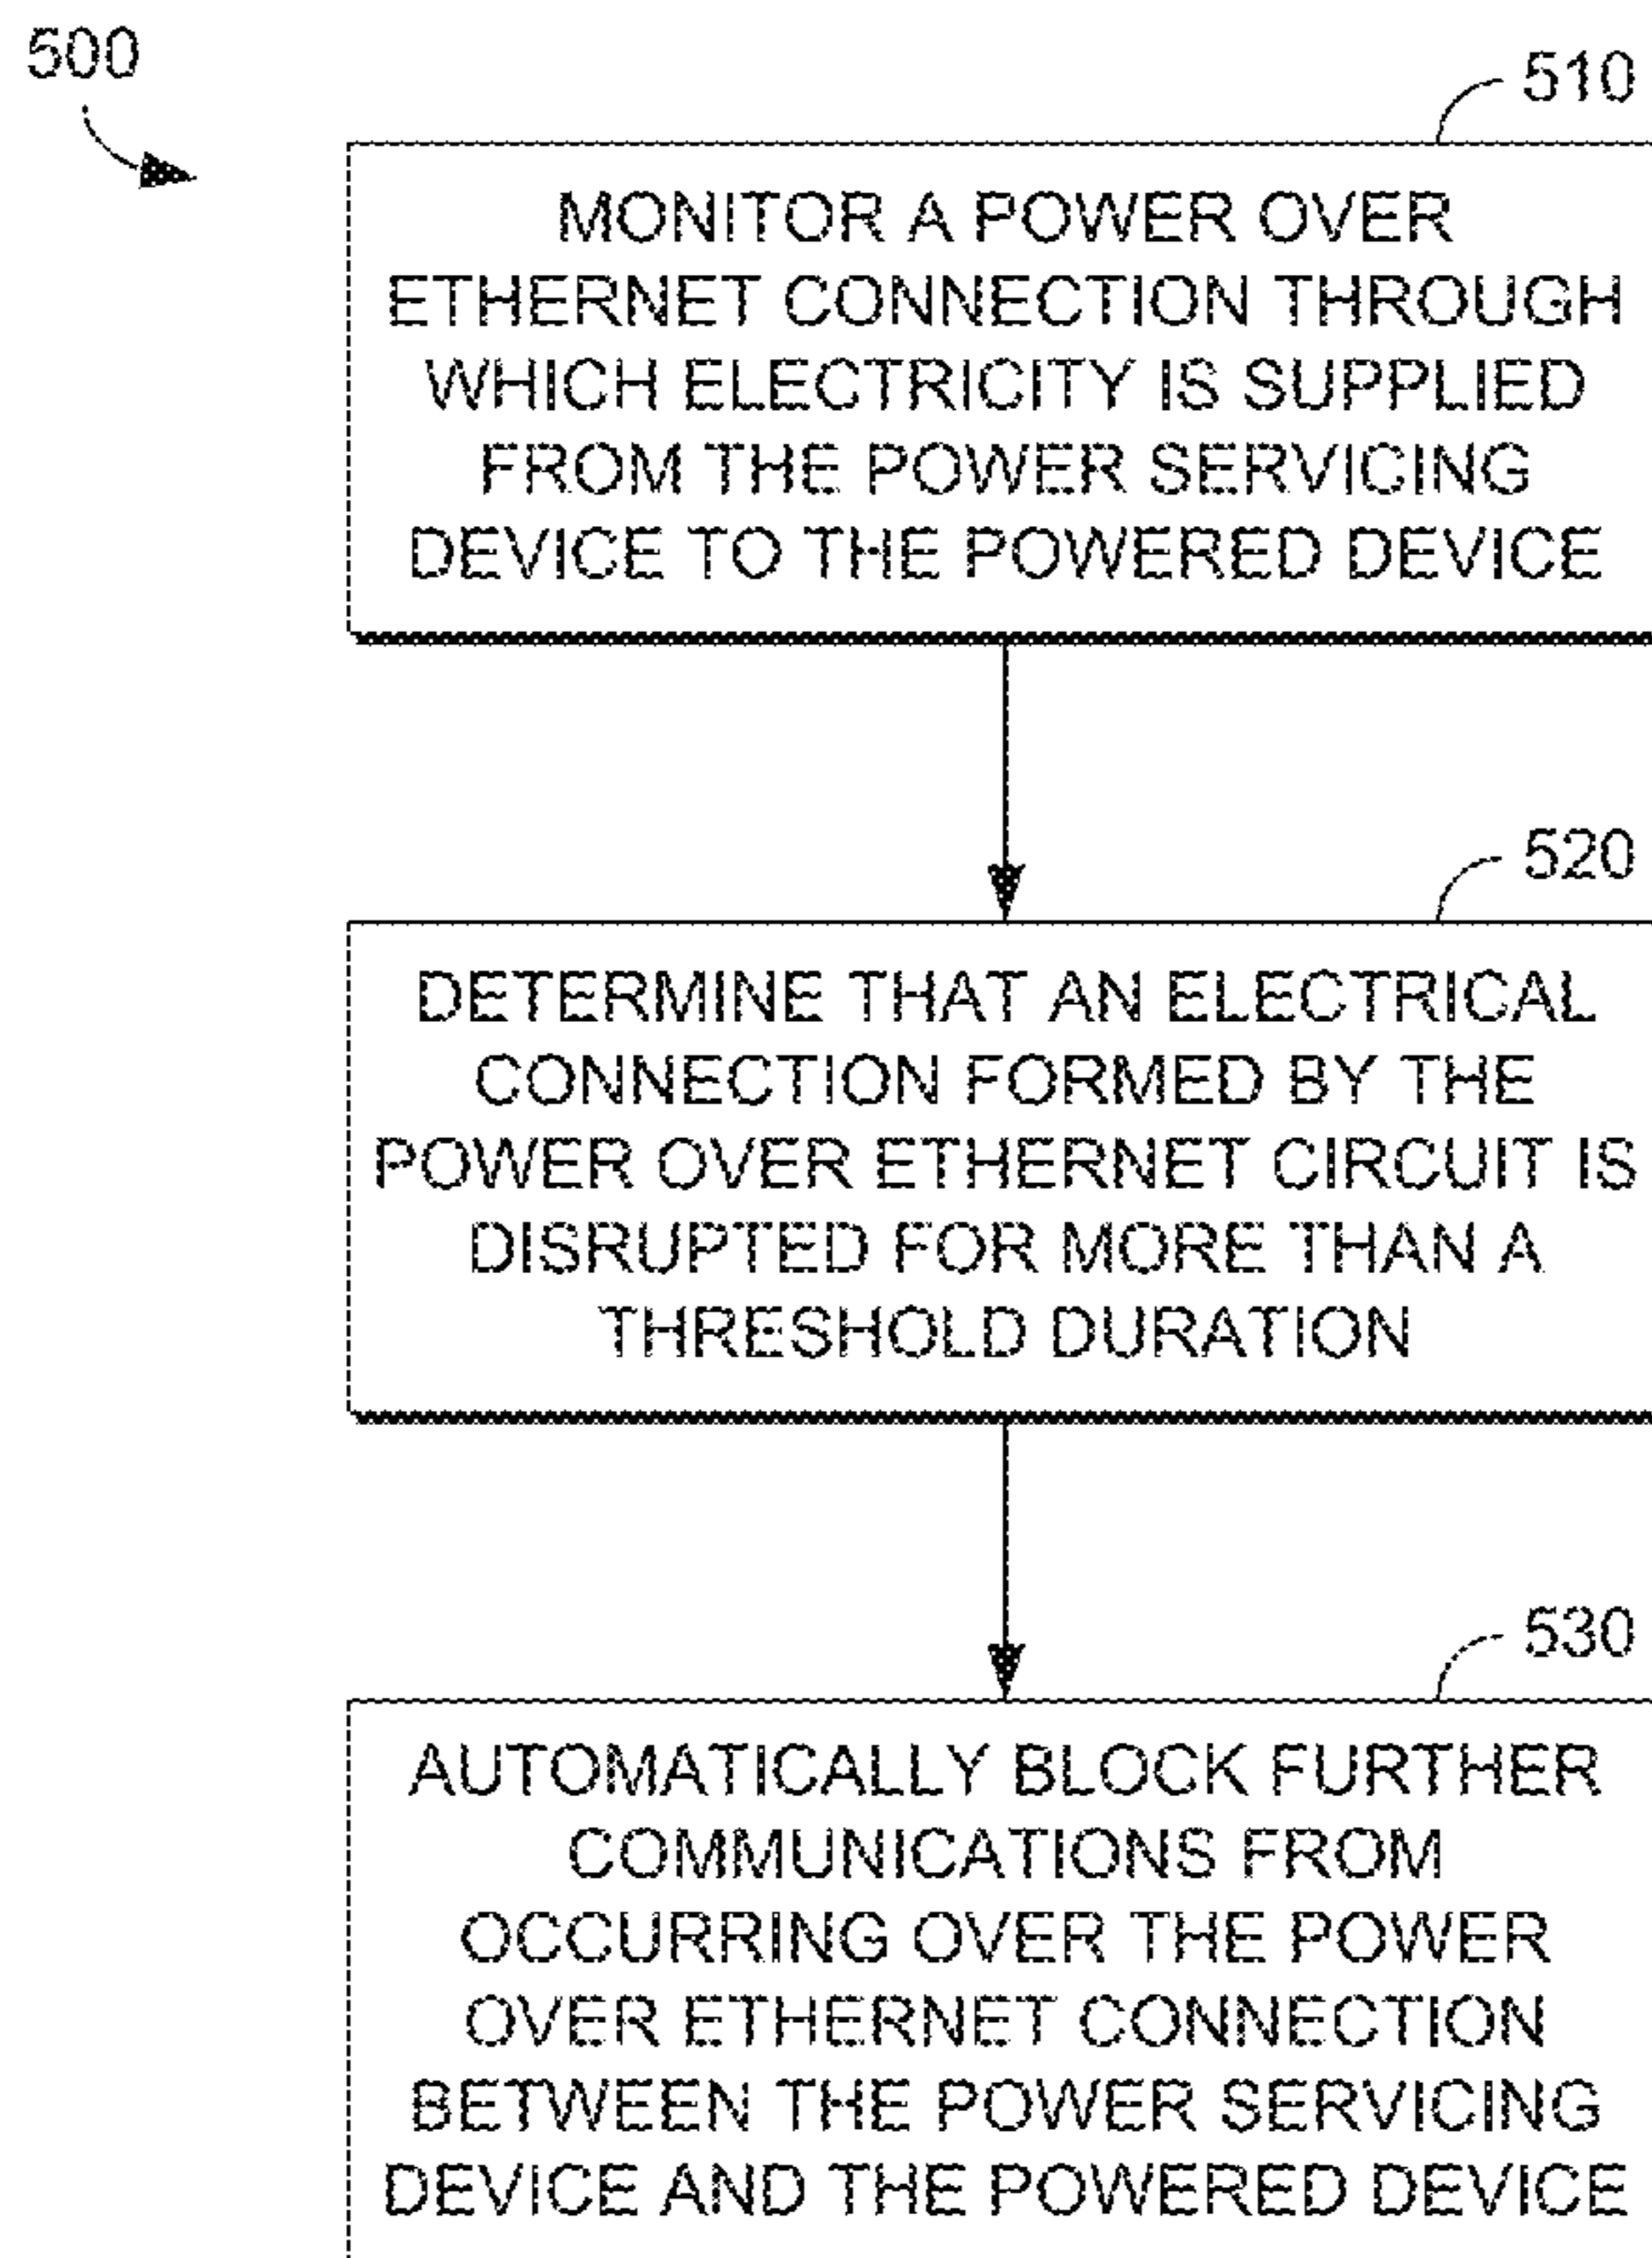 500
510
MONITOR A POWER OVER
ETHERNET CONNECTION THROUGH
WHICH ELECTRICITY IS SUPPLIED
FROM THE POWER SERVICING
DEVICE TO THE POWERED DEVICE
520
DETERMINE THAT AN ELECTRICAL
CONNECTION FORMED BY THE
POWER OVER ETHERNET CIRCUIT IS
DISRUPTED FOR MORE THAN A
THRESHOLD DURATION
530
AUTOMATICALLY BLOCK FURTHER
COMMUNICATIONS FROM
OCCURRING OVER THE POWER
OVER ETHERNET CONNECTION
BETWEEN THE POWER SERVICING
DEVICE AND THE POWERED DEVICE